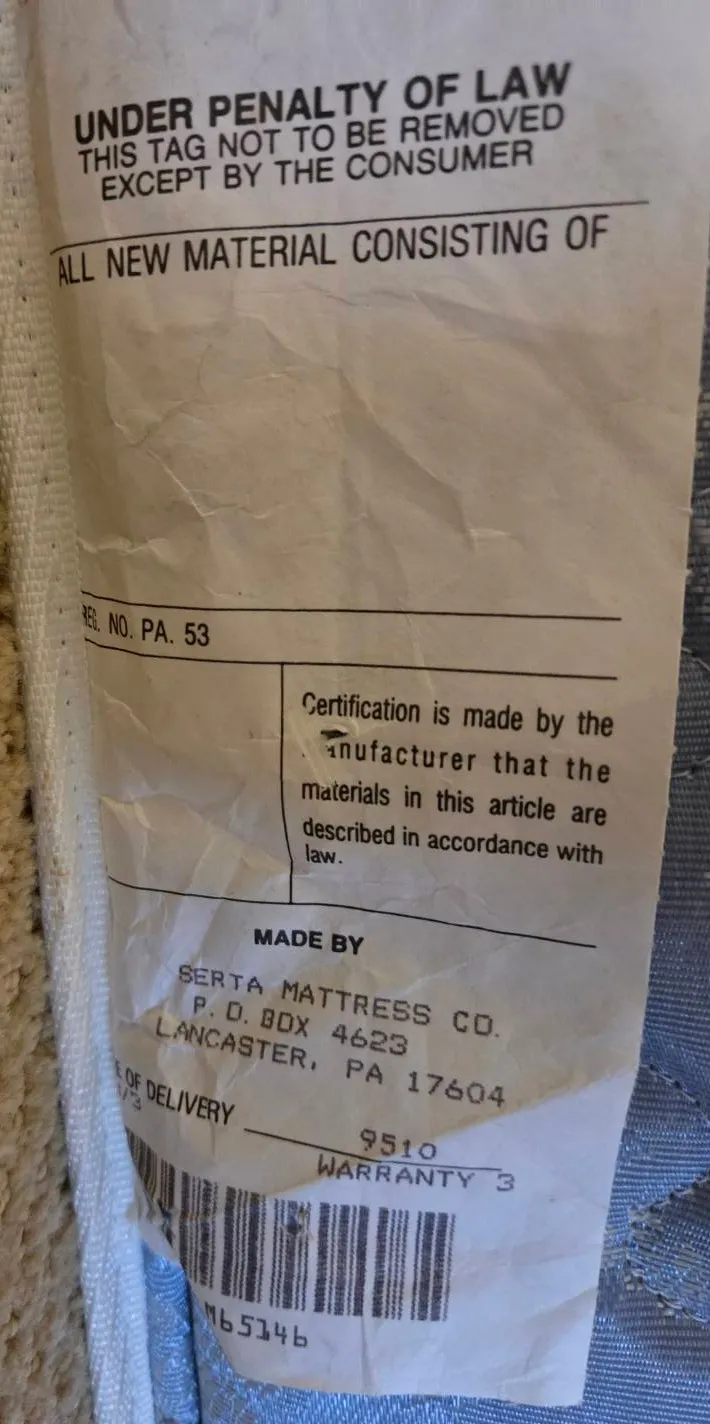 UNDER PENALTY OF LAW
THIS TAG NOT TO BE REMOVED
EXCEPT BY THE CONSUMER
ALL NEW MATERIAL CONSISTING OF
REG. NO. PA. 53
Certification is made by the
anufacturer that the
materials in this article are
described in accordance with
law.
MADE BY
SERTA MATTRESS CO.
P. O. BOX 4623
LANCASTER, PA 17604
E OF DELIVERY 9510
/3 WARRANTY 3
M65146